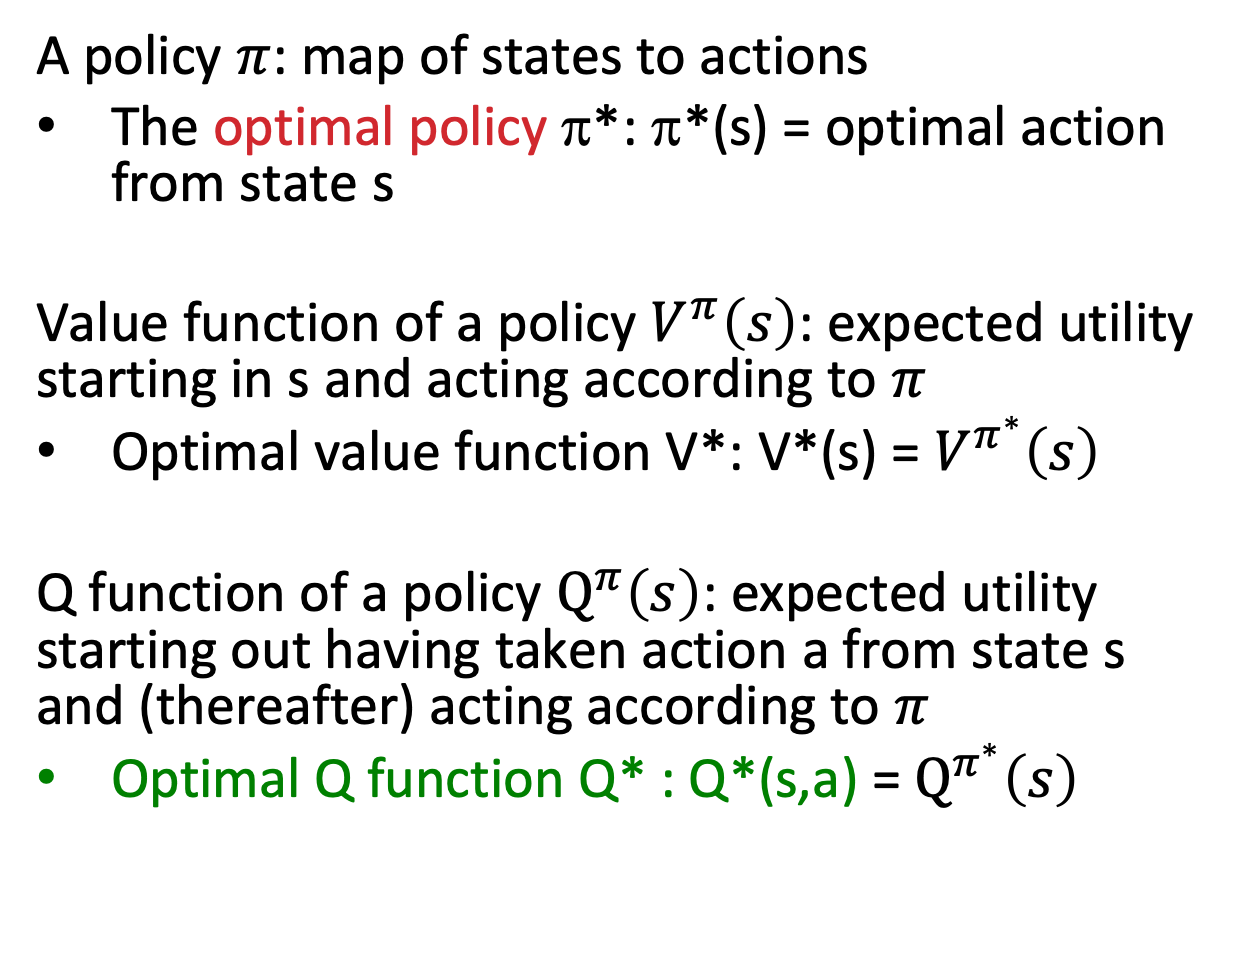 A policy 𝜋: map of states to actions
• The optimal policy π*: π*(s) = optimal action
from state s
Value function of a policy 𝑉^𝜋(𝑠): expected utility
starting in s and acting according to 𝜋
• Optimal value function V*: V*(s) = 𝑉^𝜋^*(𝑠)
Q function of a policy Q^𝜋(𝑠): expected utility
starting out having taken action a from state s
and (thereafter) acting according to 𝜋
• Optimal Q function Q* : Q*(s,a) = Q^𝜋^*(𝑠)